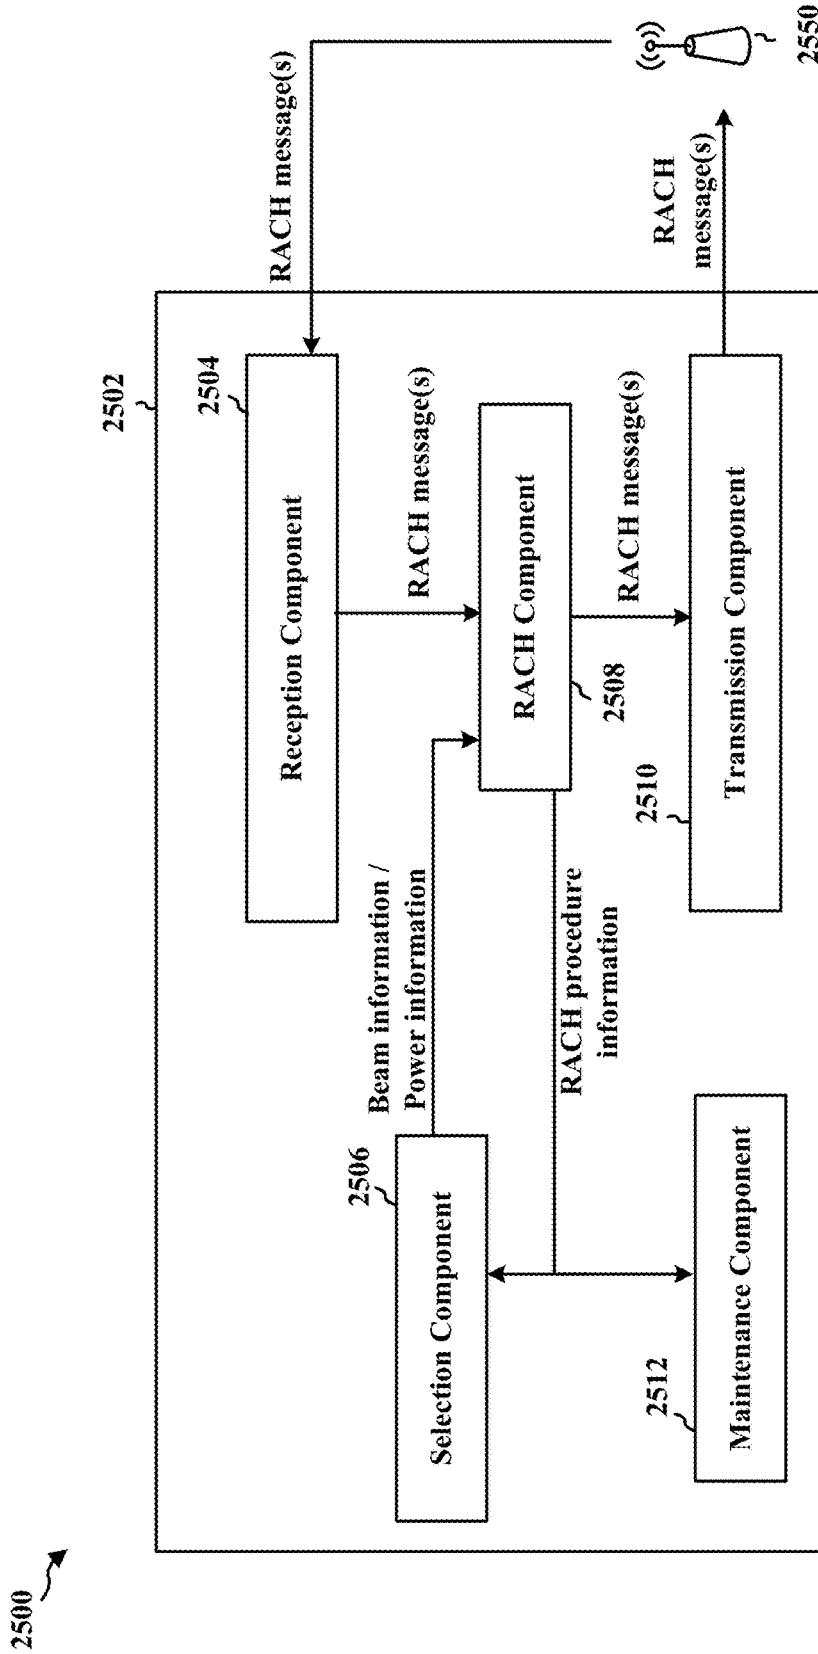 2500
2502
2504
Reception Component
RACH message(s)
2550
2506
Selection Component
Beam information /
Power information
RACH message(s)
RACH Component
2508
RACH procedure
information
RACH message(s)
RACH
message(s)
2510
Transmission Component
2512
Maintenance Component